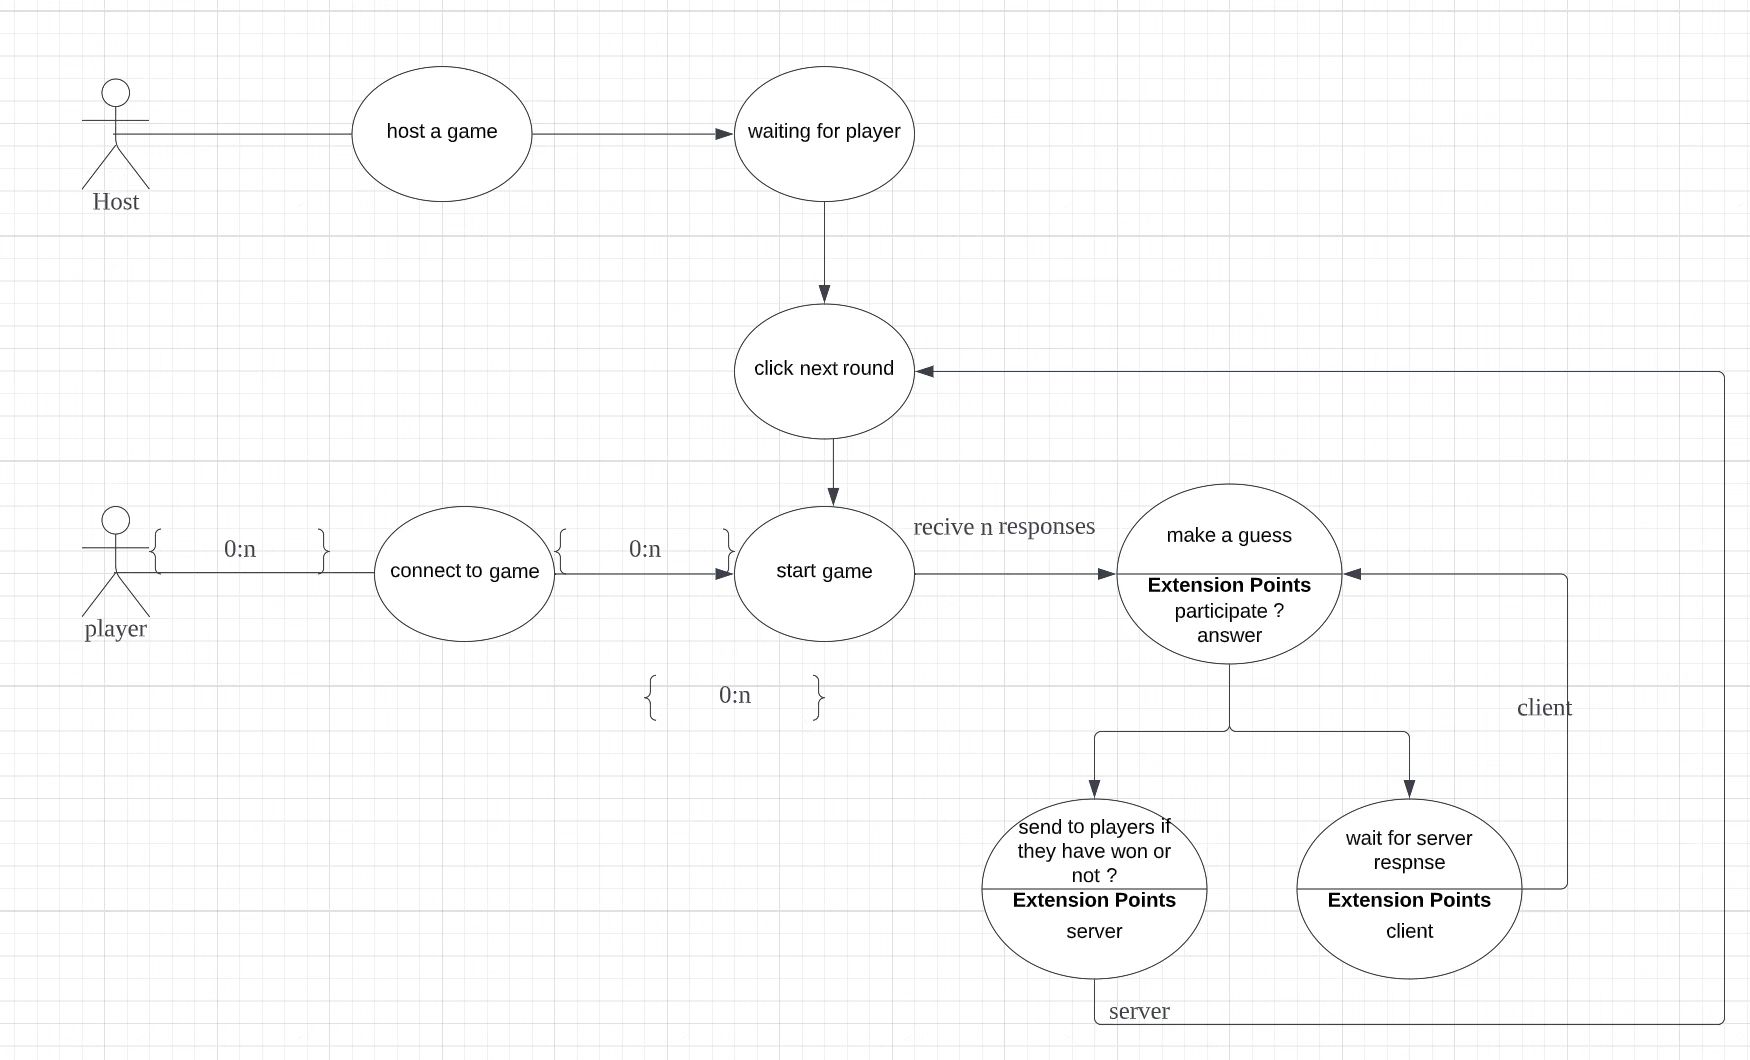 host a game
waiting for player
Host
click next round
recive n responses
make a guess
0:n
0:n
connect to game
start game
Extension Points
participate ?
answer
player
0:n
client
send to players if
they have won or
not ?
Extension Points
server
wait for server
respnse
Extension Points
client
server